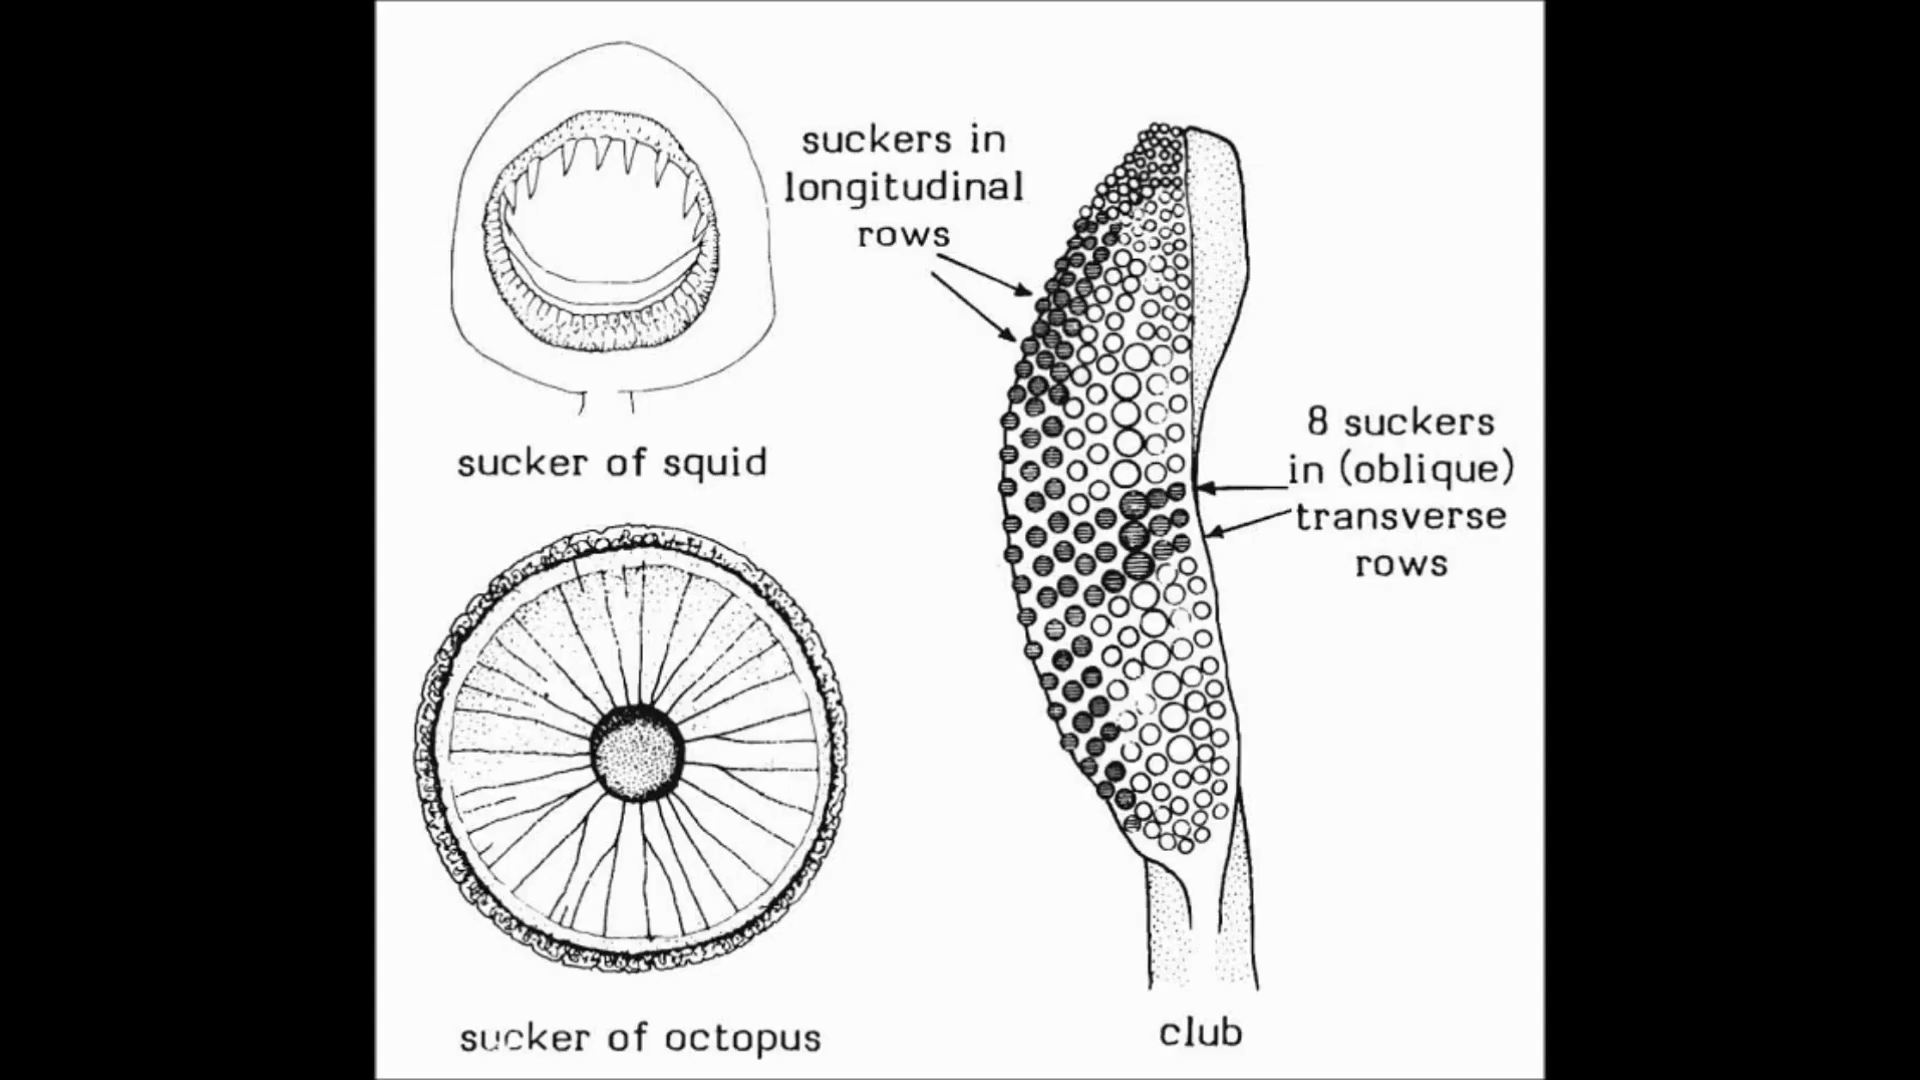 suckers in
longitudinal
rows
sucker of squid
8 suckers
in (oblique)
transverse
rows
sucker of octopus
club